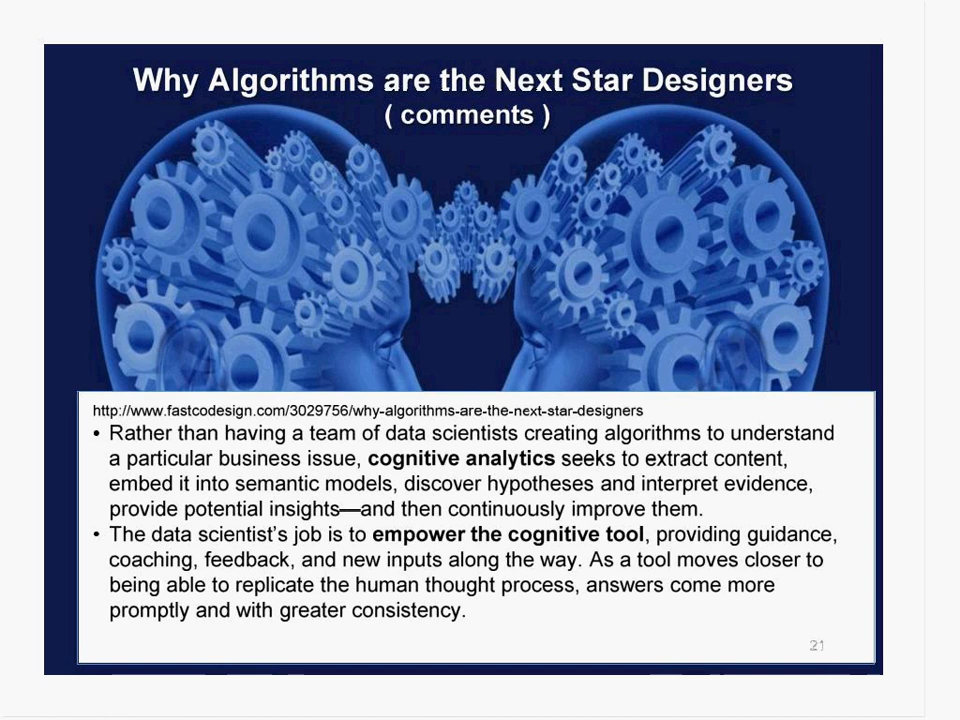 Why Algorithms are the Next Star Designers
( comments )
http://www.fastcodesign.com/3029756/why-algorithms-are-the-next-star-designers
• Rather than having a team of data scientists creating algorithms to understand
a particular business issue, cognitive analytics seeks to extract content,
embed it into semantic models, discover hypotheses and interpret evidence,
provide potential insights—and then continuously improve them.
• The data scientist's job is to empower the cognitive tool, providing guidance,
coaching, feedback, and new inputs along the way. As a tool moves closer to
being able to replicate the human thought process, answers come more
promptly and with greater consistency.
21